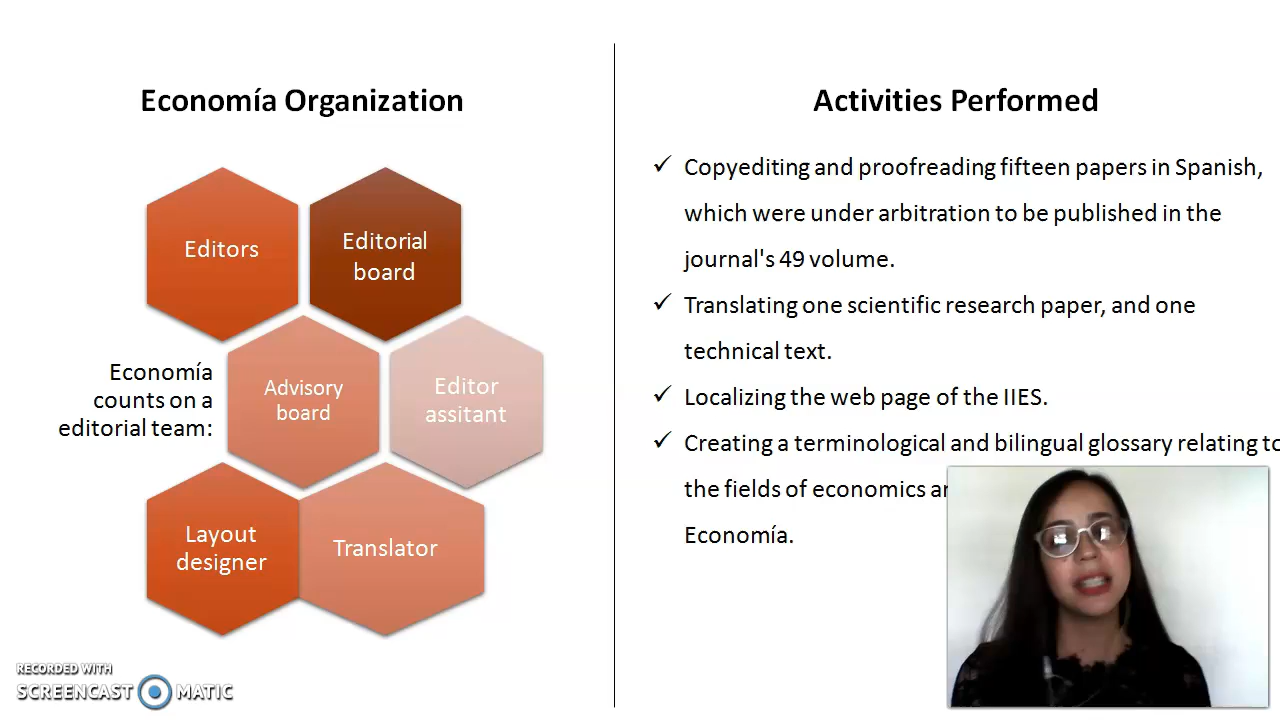 Economía Organization
Editors
Editorial
board
Economía
counts on a
editorial team:
Advisory
board
Editor
assitant
Layout
designer
Translator
Activities Performed
✓ Copyediting and proofreading fifteen papers in Spanish,
which were under arbitration to be published in the
journal's 49 volume.
✓ Translating one scientific research paper, and one
technical text.
✓ Localizing the web page of the IIES.
✓ Creating a terminological and bilingual glossary relating to
the fields of economics
Economía.
RECORDED WITH
SCREENCAST MATIC